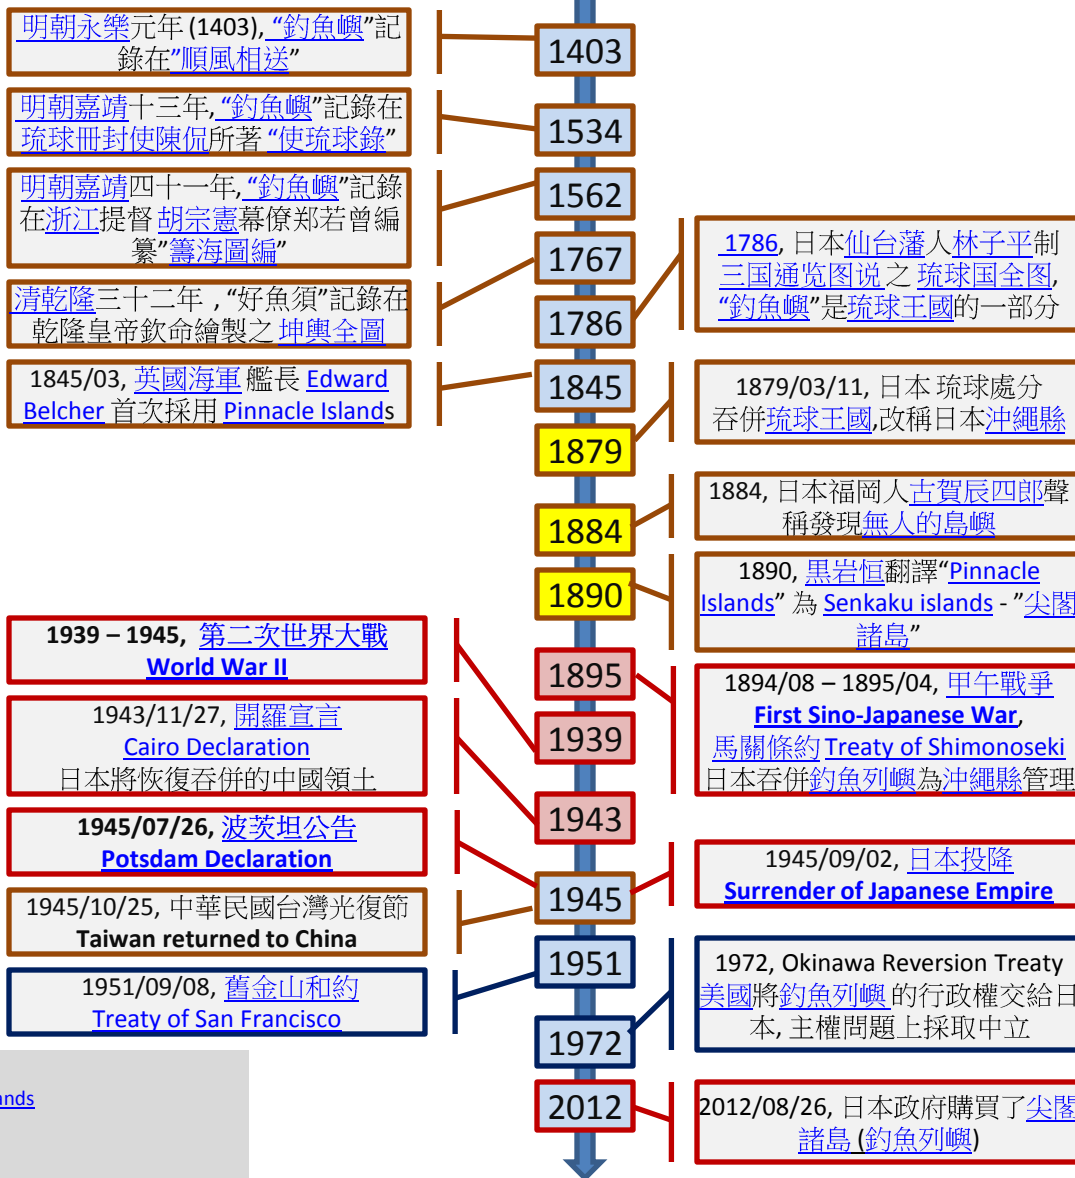 明朝永樂元年 (1403), “釣魚嶼”記
錄在”順風相送”
1403
明朝嘉靖十三年, “釣魚嶼”記錄在
琉球冊封使陳侃所著 “使琉球錄”
1534
明朝嘉靖四十一年, “釣魚嶼”記錄
在浙江提督 胡宗憲幕僚郑若曾編
纂”籌海圖編”
1562
清乾隆三十二年 , “好魚須”記錄在
乾隆皇帝欽命繪製之 坤輿全圖
1767
1786, 日本仙台藩人林子平制
三国通览图说 之 琉球国全图,
“釣魚嶼”是琉球王國的一部分
1786
1845/03, 英國海軍 艦長 Edward
Belcher 首次採用 Pinnacle Islands
1845
1879/03/11, 日本 琉球處分
吞併琉球王國,改稱日本沖繩縣
1879
1884, 日本福岡人古賀辰四郎聲
稱發現無人的島嶼
1884
1890, 黒岩恒翻譯“Pinnacle
Islands” 為 Senkaku islands - ”尖閣
諸島”
1890
1894/08 – 1895/04, 甲午戰爭
First Sino-Japanese War,
馬關條約 Treaty of Shimonoseki
日本吞併釣魚列嶼為沖繩縣管理
1895
1939 – 1945, 第二次世界大戰
World War II
1939
1943/11/27, 開羅宣言
Cairo Declaration
日本將恢復吞併的中國領土
1943
1945/07/26, 波茨坦公告
Potsdam Declaration
1945/09/02, 日本投降
Surrender of Japanese Empire
1945
1945/10/25, 中華民國台灣光復節
Taiwan returned to China
1951/09/08, 舊金山和約
Treaty of San Francisco
1951
1972, Okinawa Reversion Treaty
美國將釣魚列嶼 的行政權交給日
本, 主權問題上採取中立
1972
2012/08/26, 日本政府購買了尖閣
諸島 (釣魚列嶼)
2012
ands